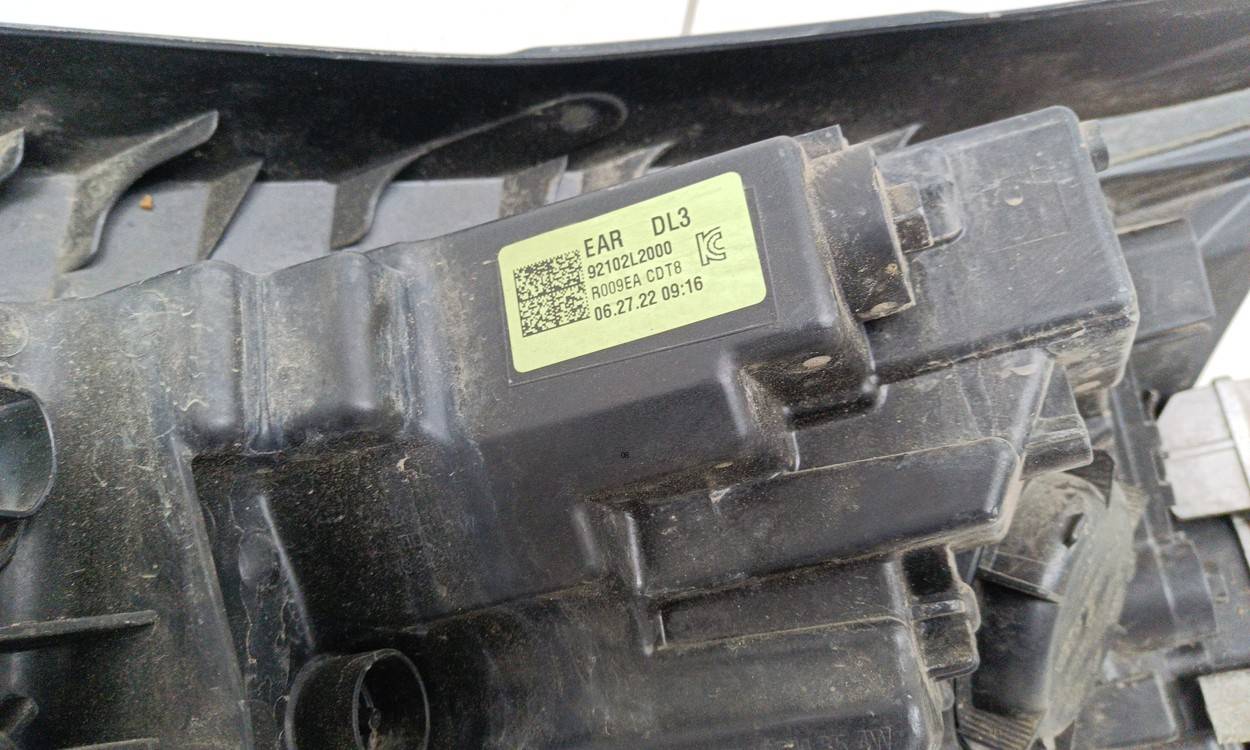 EAR DL3
92102L2000
R009EA CDT8
06.27.22 09:16